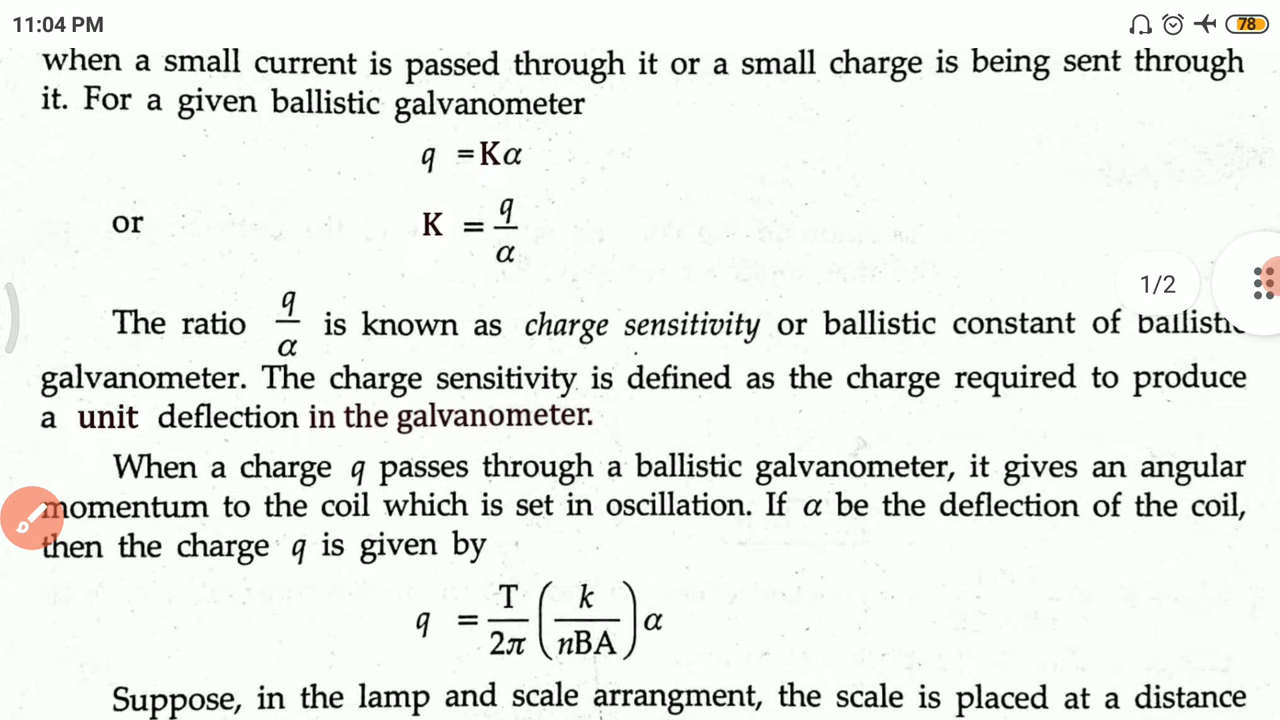 11:04 PM
78
when a small current is passed through it or a small charge is being sent through
it. For a given ballistic galvanometer
q = Kα
or K = q/α
1/2
The ratio q/α is known as charge sensitivity or ballistic constant of
galvanometer. The charge sensitivity is defined as the charge required to produce
a unit deflection in the galvanometer.
When a charge q passes through a ballistic galvanometer, it gives an angular
momentum to the coil which is set in oscillation. If α be the deflection of the coil,
then the charge q is given by
q = T/2π (k/nBA) α
Suppose, in the lamp and scale arrangment, the scale is placed at a distance